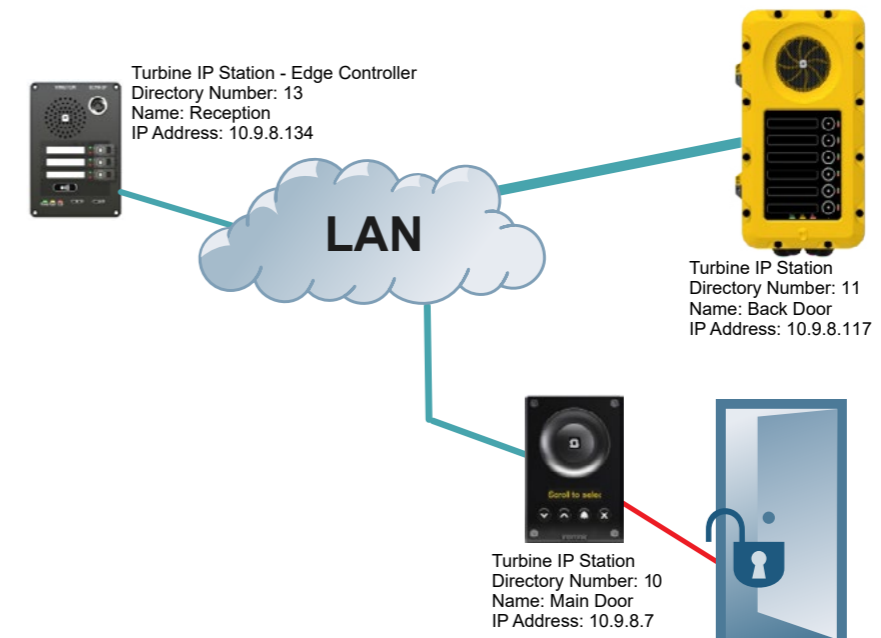 Turbine IP Station - Edge Controller
Directory Number: 13
Name: Reception
IP Address: 10.9.8.134
LAN
Turbine IP Station
Directory Number: 11
Name: Back Door
IP Address: 10.9.8.117
Scroll to selec
Turbine IP Station
Directory Number: 10
Name: Main Door
IP Address: 10.9.8.7